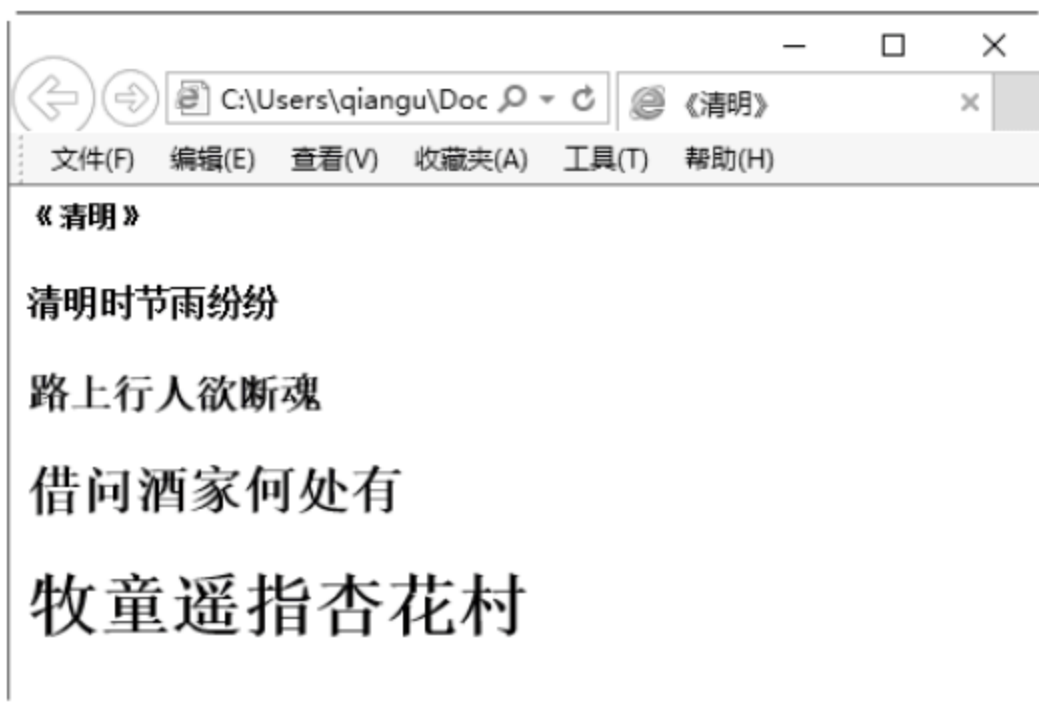 C:\Users\qiangu\Doc
《清明》
文件(F) 编辑(E) 查看(V) 收藏夹(A) 工具(T) 帮助(H)
《清明》
清明时节雨纷纷
路上行人欲断魂
借问酒家何处有
牧童遥指杏花村